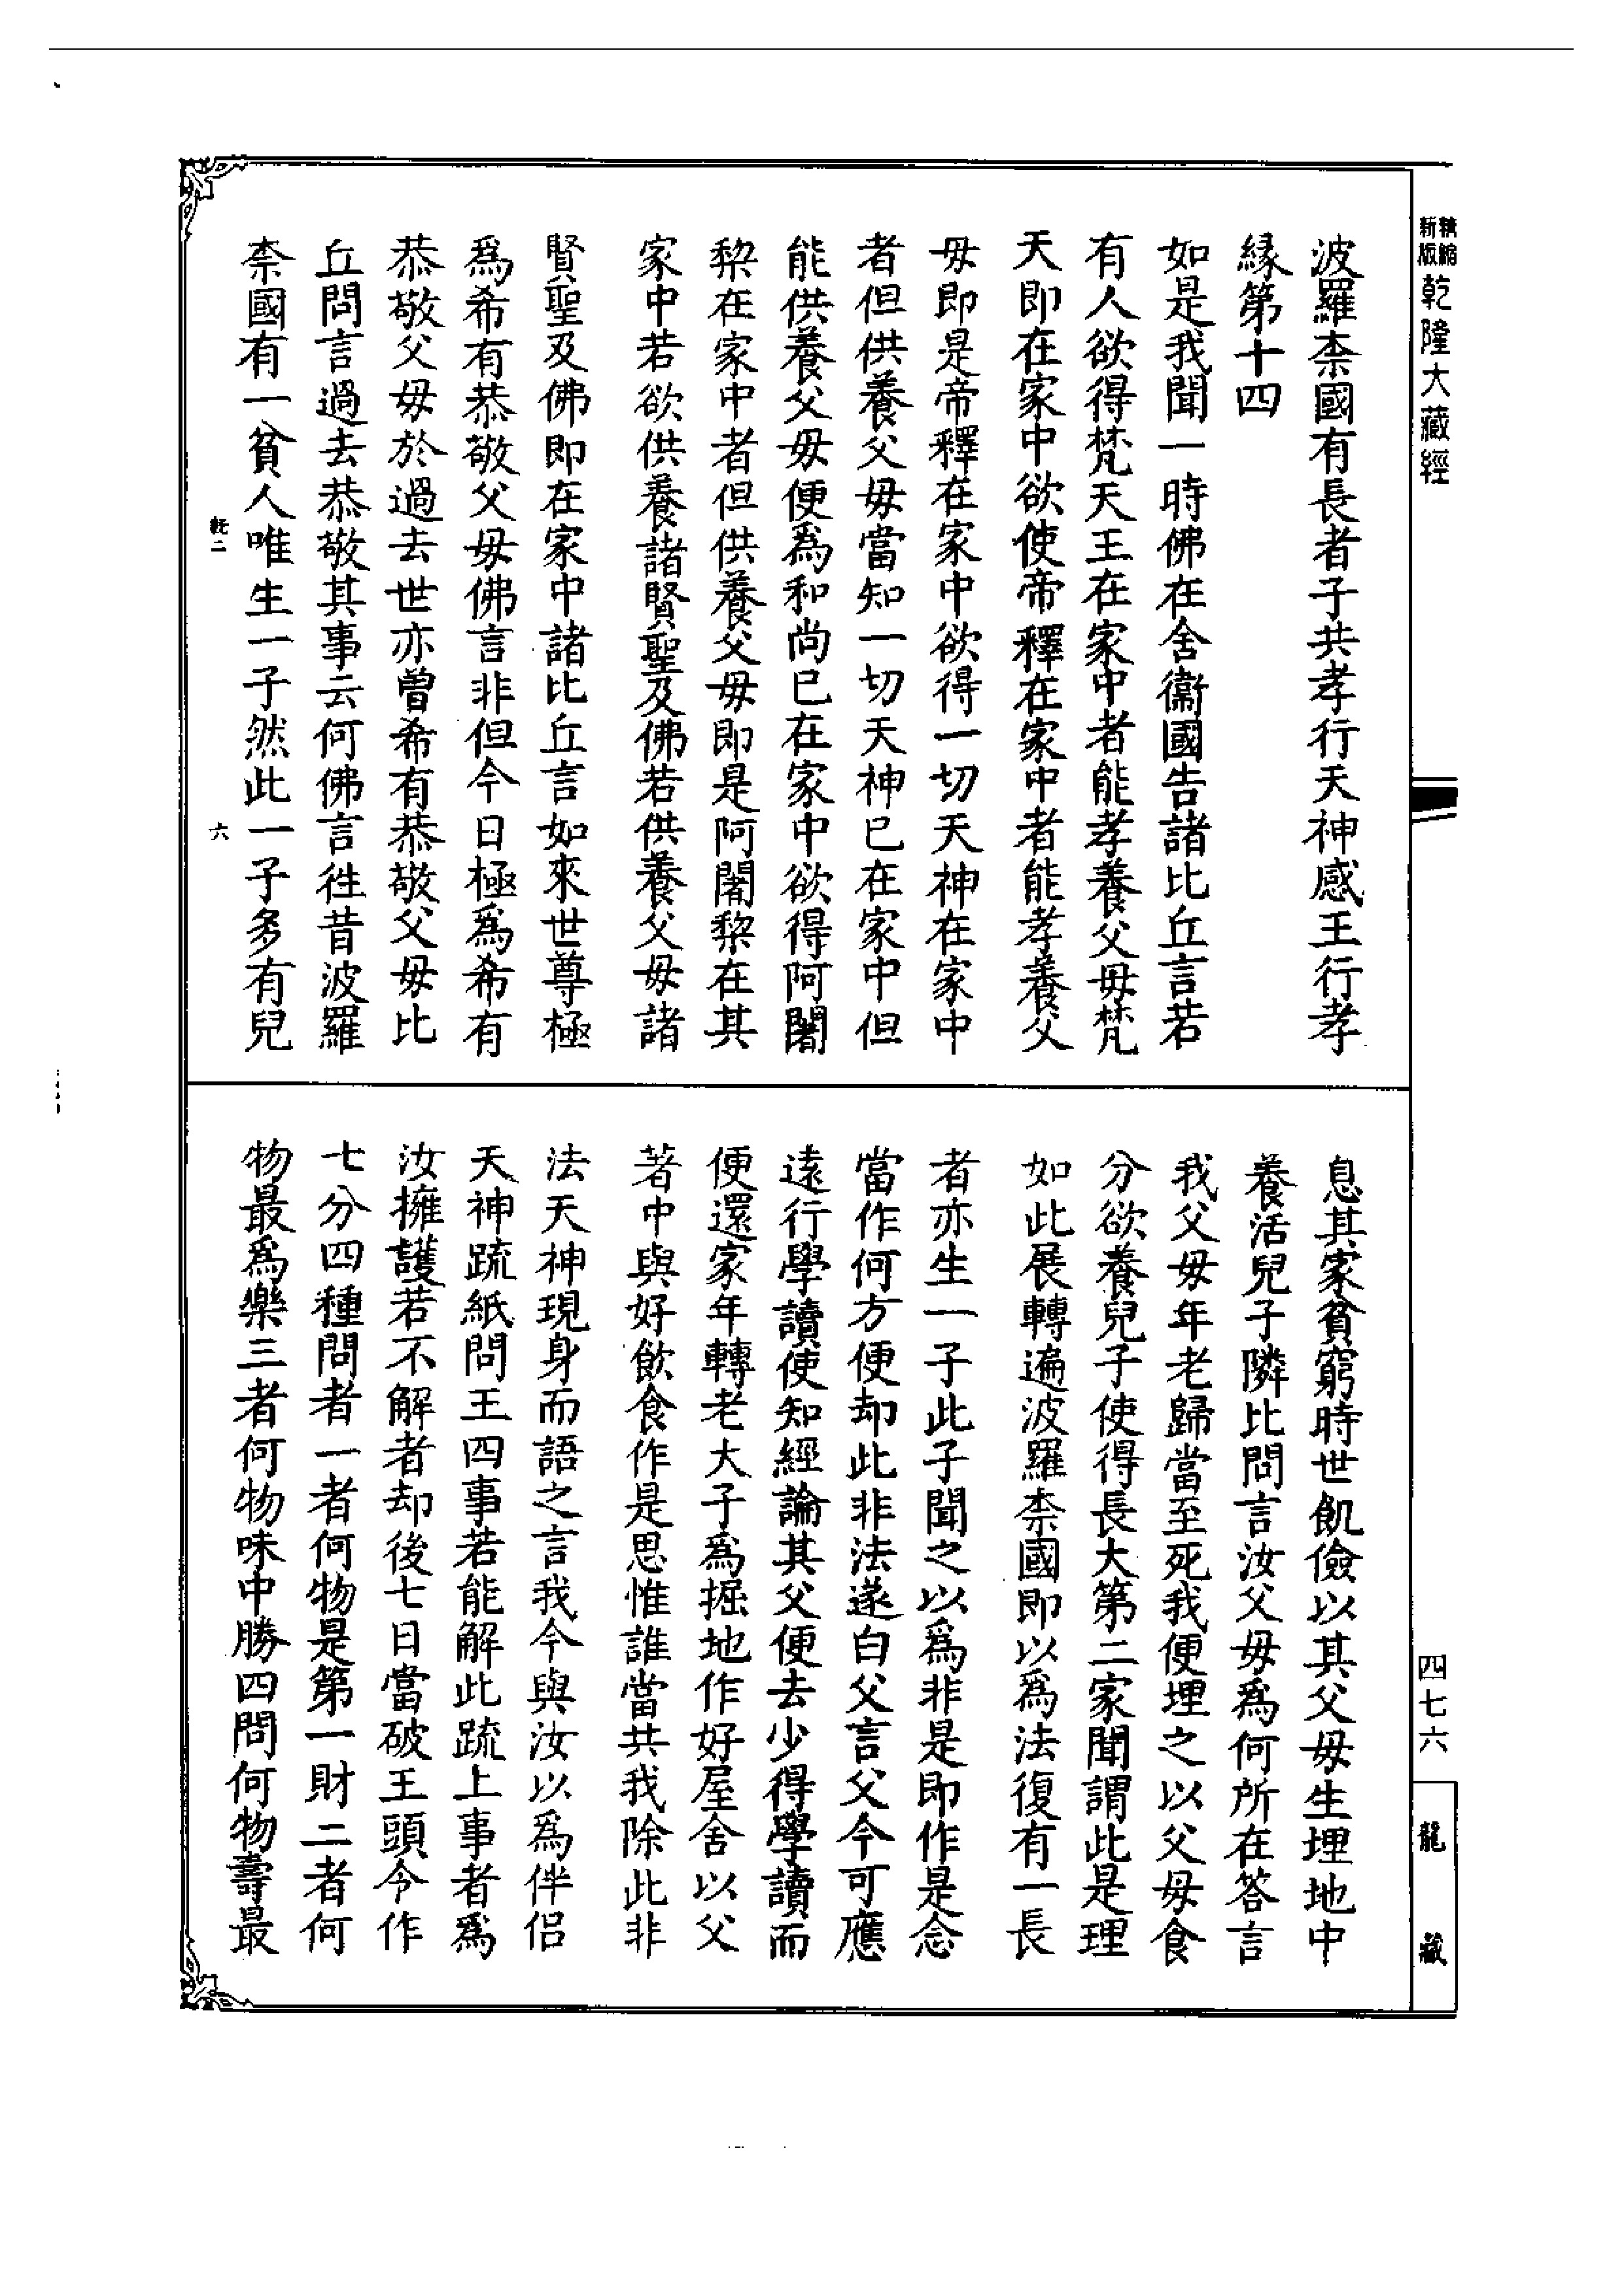 新編縮版 乾隆大藏經
波羅柰國有長者子共孝行天神感王行孝
緣第十四
如是我聞一時佛在舍衞國告諸比丘言若
有人欲得梵天王在家中者能孝養父毋梵
天即在家中欲使帝釋在家中者能孝養父
毋即是帝釋在家中欲得一切天神在家中
者但供養父毋當知一切天神已在家中但
能供養父毋便爲和尚已在家中欲得阿闍
棃在家中者但供養父毋即是阿闍棃在其
家中若欲供養諸賢聖及佛若供養父毋諸
賢聖及佛即在家中諸比丘言如來世尊極
爲希有恭敬父毋佛言非但今日極爲希有
恭敬父毋於過去世亦曾希有恭敬父毋比
丘問言過去恭敬其事云何佛言徃昔波羅
柰國有一貧人唯生一子然此一子多有兒
六
息其家貧窮時世飢儉以其父毋生埋地中
養活兒子隣比問言汝父毋爲何所在答言
我父毋年老歸當至死我便埋之以父毋食
分欲養兒子使得長大第二家聞謂此是理
如此展轉遍波羅柰國即以爲法復有一長
者亦生一子此子聞之以爲非是即作是念
當作何方便却此非法遂白父言父今可應
遠行學讀使知經論其父便去少得學讀而
便還家年轉老大子爲掘地作好屋舍以父
著中與好飲食作是思惟誰當共我除此非
法天神現身而語之言我今與汝以爲伴侶
天神疏紙問王四事若能解此疏上事者爲
汝擁護若不解者却後七日當破王頭令作
七分四種問者一者何物是第一財二者何
物最爲樂三者何物味中勝四問何物壽最
四七六
龍藏